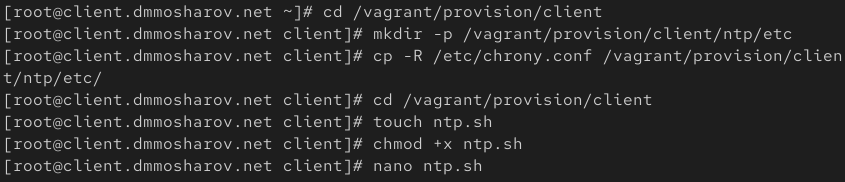 [root@client.dmmosharov.net ~]# cd /vagrant/provision/client
[root@client.dmmosharov.net client]# mkdir -p /vagrant/provision/client/ntp/etc
[root@client.dmmosharov.net client]# cp -R /etc/chrony.conf /vagrant/provision/clien
t/ntp/etc/
[root@client.dmmosharov.net client]# cd /vagrant/provision/client
[root@client.dmmosharov.net client]# touch ntp.sh
[root@client.dmmosharov.net client]# chmod +x ntp.sh
[root@client.dmmosharov.net client]# nano ntp.sh